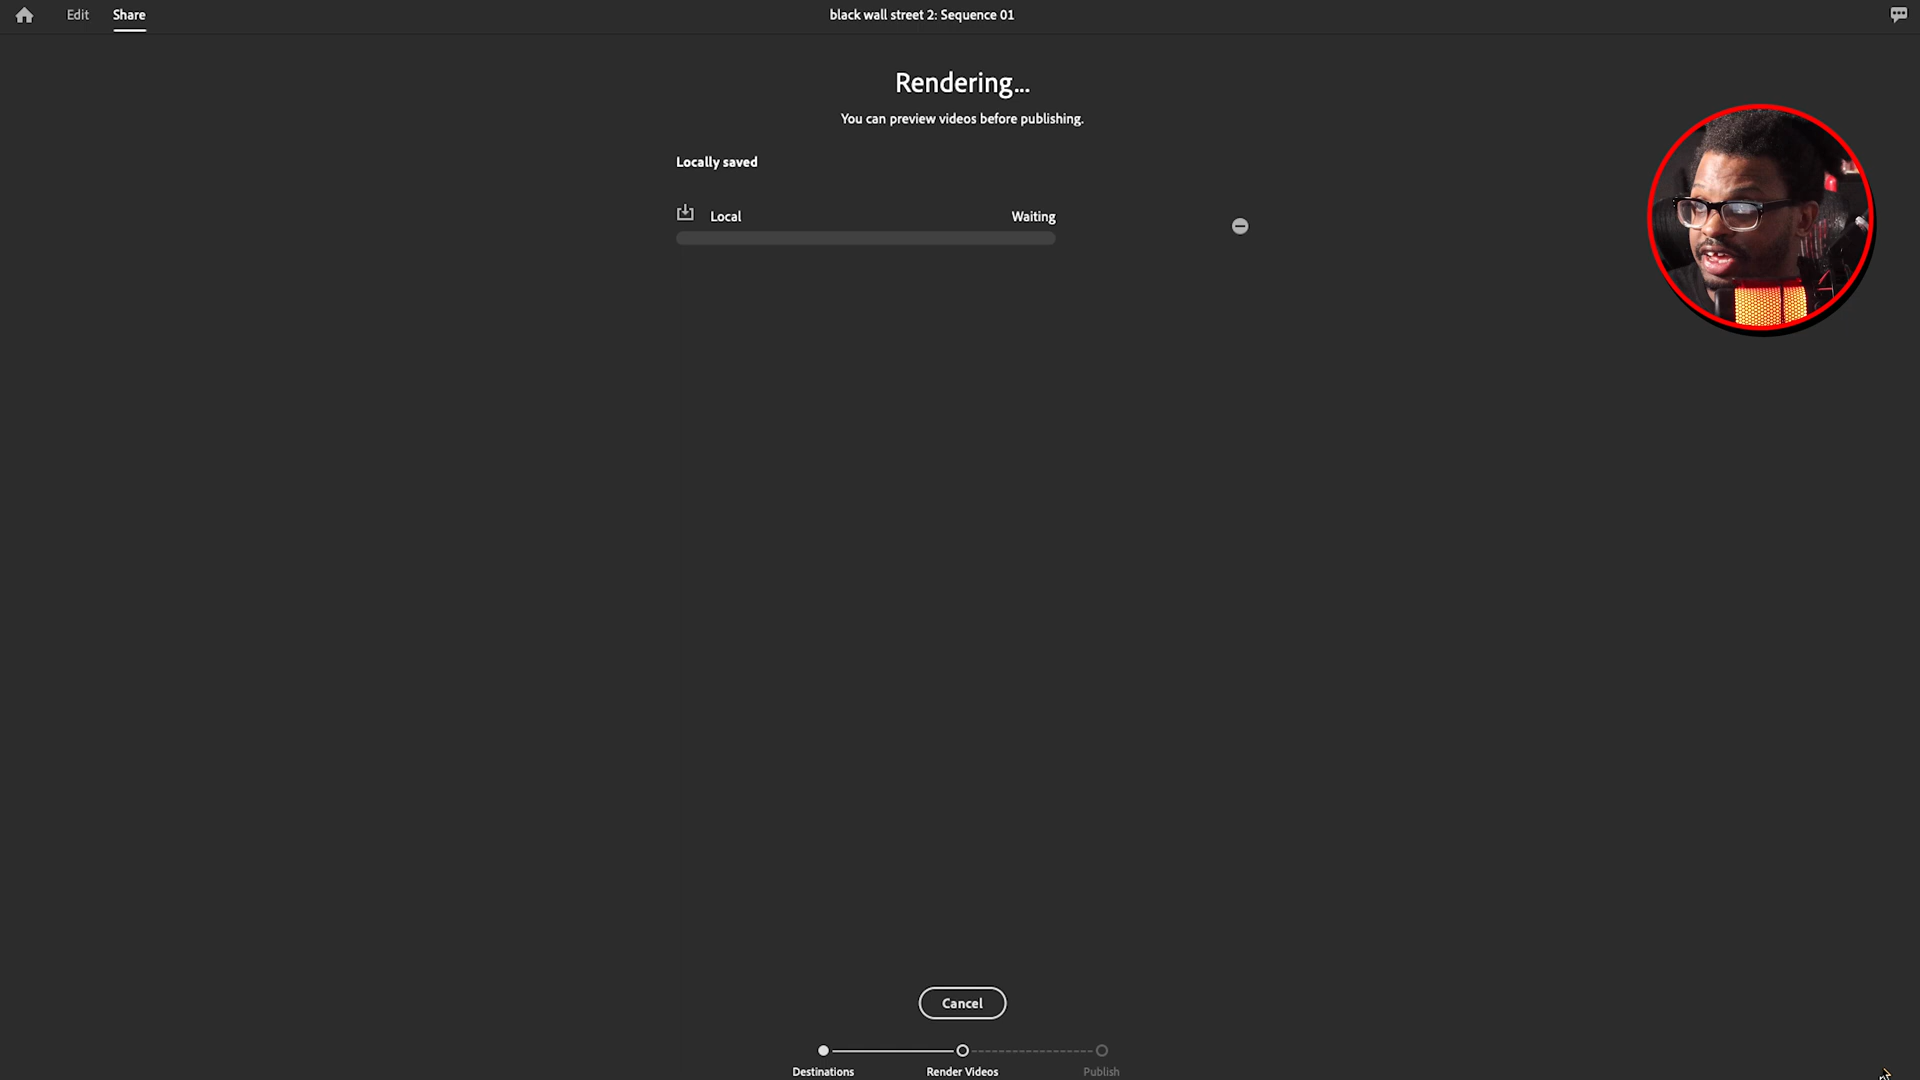 Edit
Share
black wall street 2: Sequence 01
Rendering...
You can preview videos before publishing.
Locally saved
Local
Waiting
Cancel
Destinations
Render Videos
Publish